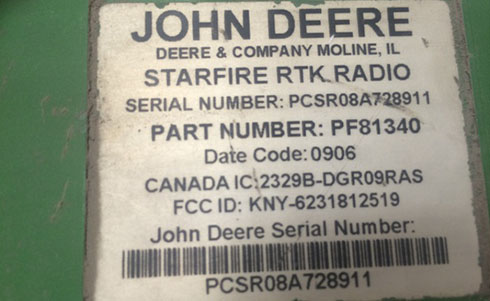 JOHN DEERE
DEERE & COMPANY MOLINE, IL
STARFIRE RTK RADIO
SERIAL NUMBER: PCSR08A728911
PART NUMBER: PF81340
Date Code:0906
CANADA IC:2329B-DGR09RAS
FCC ID: KNY-6231812519
John Deere Serial Number:
PCSR08A728911